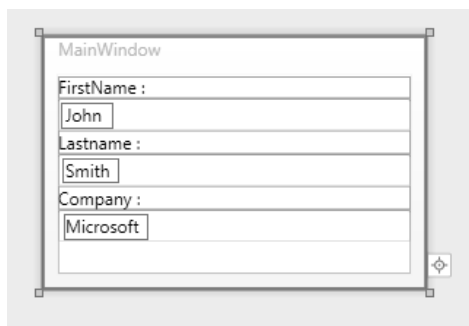 MainWindow
FirstName :
John
Lastname :
Smith
Company :
Microsoft